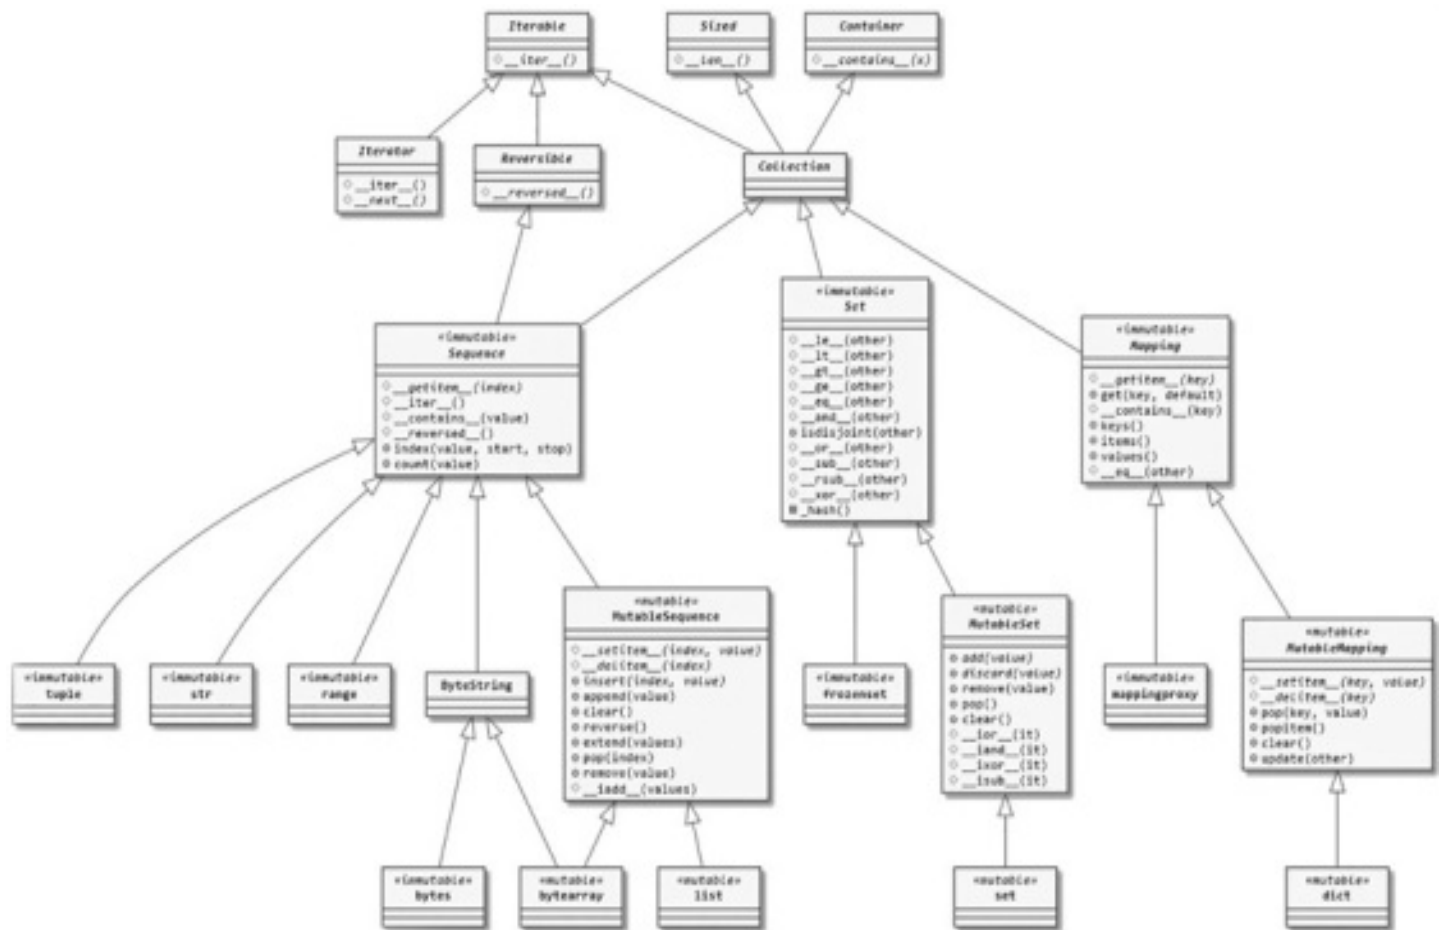 Iterable
__iter__()
Sized
__len__()
Container
__contains__(x)
Iterator
__iter__()
__next__()
Reversible
__reversed__()
Collection
«immutable»
Sequence
__getitem__(index)
__iter__()
__contains__(value)
__reversed__()
index(value, start, stop)
count(value)
«immutable»
Set
__le__(other)
__lt__(other)
__gt__(other)
__ge__(other)
__eq__(other)
__and__(other)
isdisjoint(other)
__or__(other)
__sub__(other)
__rsub__(other)
__xor__(other)
_hash()
«immutable»
Mapping
__getitem__(key)
get(key, default)
__contains__(key)
keys()
items()
values()
__eq__(other)
«immutable»
tuple
«immutable»
str
«immutable»
range
ByteString
«mutable»
MutableSequence
__setitem__(index, value)
__delitem__(index)
insert(index, value)
append(value)
clear()
reverse()
extend(values)
pop(index)
remove(value)
__iadd__(values)
«immutable»
frozenset
«mutable»
MutableSet
add(value)
discard(value)
remove(value)
pop()
clear()
__ior__(it)
__iand__(it)
__ixor__(it)
__isub__(it)
«immutable»
mappingproxy
«mutable»
MutableMapping
__setitem__(key, value)
__delitem__(key)
pop(key, value)
popitem()
clear()
update(other)
«immutable»
bytes
«mutable»
bytearray
«mutable»
list
«mutable»
set
«mutable»
dict